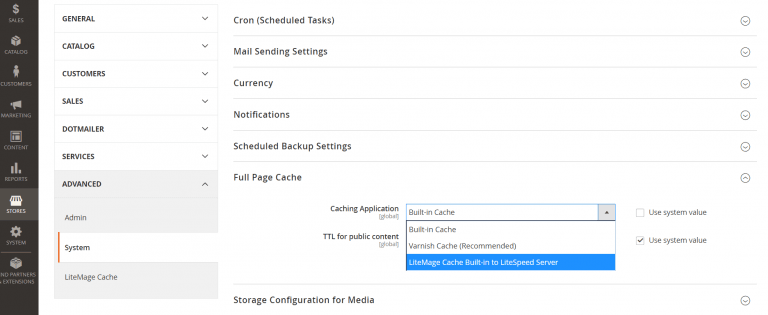 $
SALES
CATALOG
CUSTOMERS
MARKETING
CONTENT
REPORTS
STORES
SYSTEM
ND PARTNERS
& EXTENSIONS
GENERAL
CATALOG
CUSTOMERS
SALES
DOTMAILER
SERVICES
ADVANCED
Admin
System
LiteMage Cache
Cron (Scheduled Tasks)
Mail Sending Settings
Currency
Notifications
Scheduled Backup Settings
Full Page Cache
Caching Application
[global]
Built-in Cache
Use system value
Built-in Cache
Varnish Cache (Recommended)
LiteMage Cache Built-in to LiteSpeed Server
TTL for public content
[global]
Use system value
Storage Configuration for Media